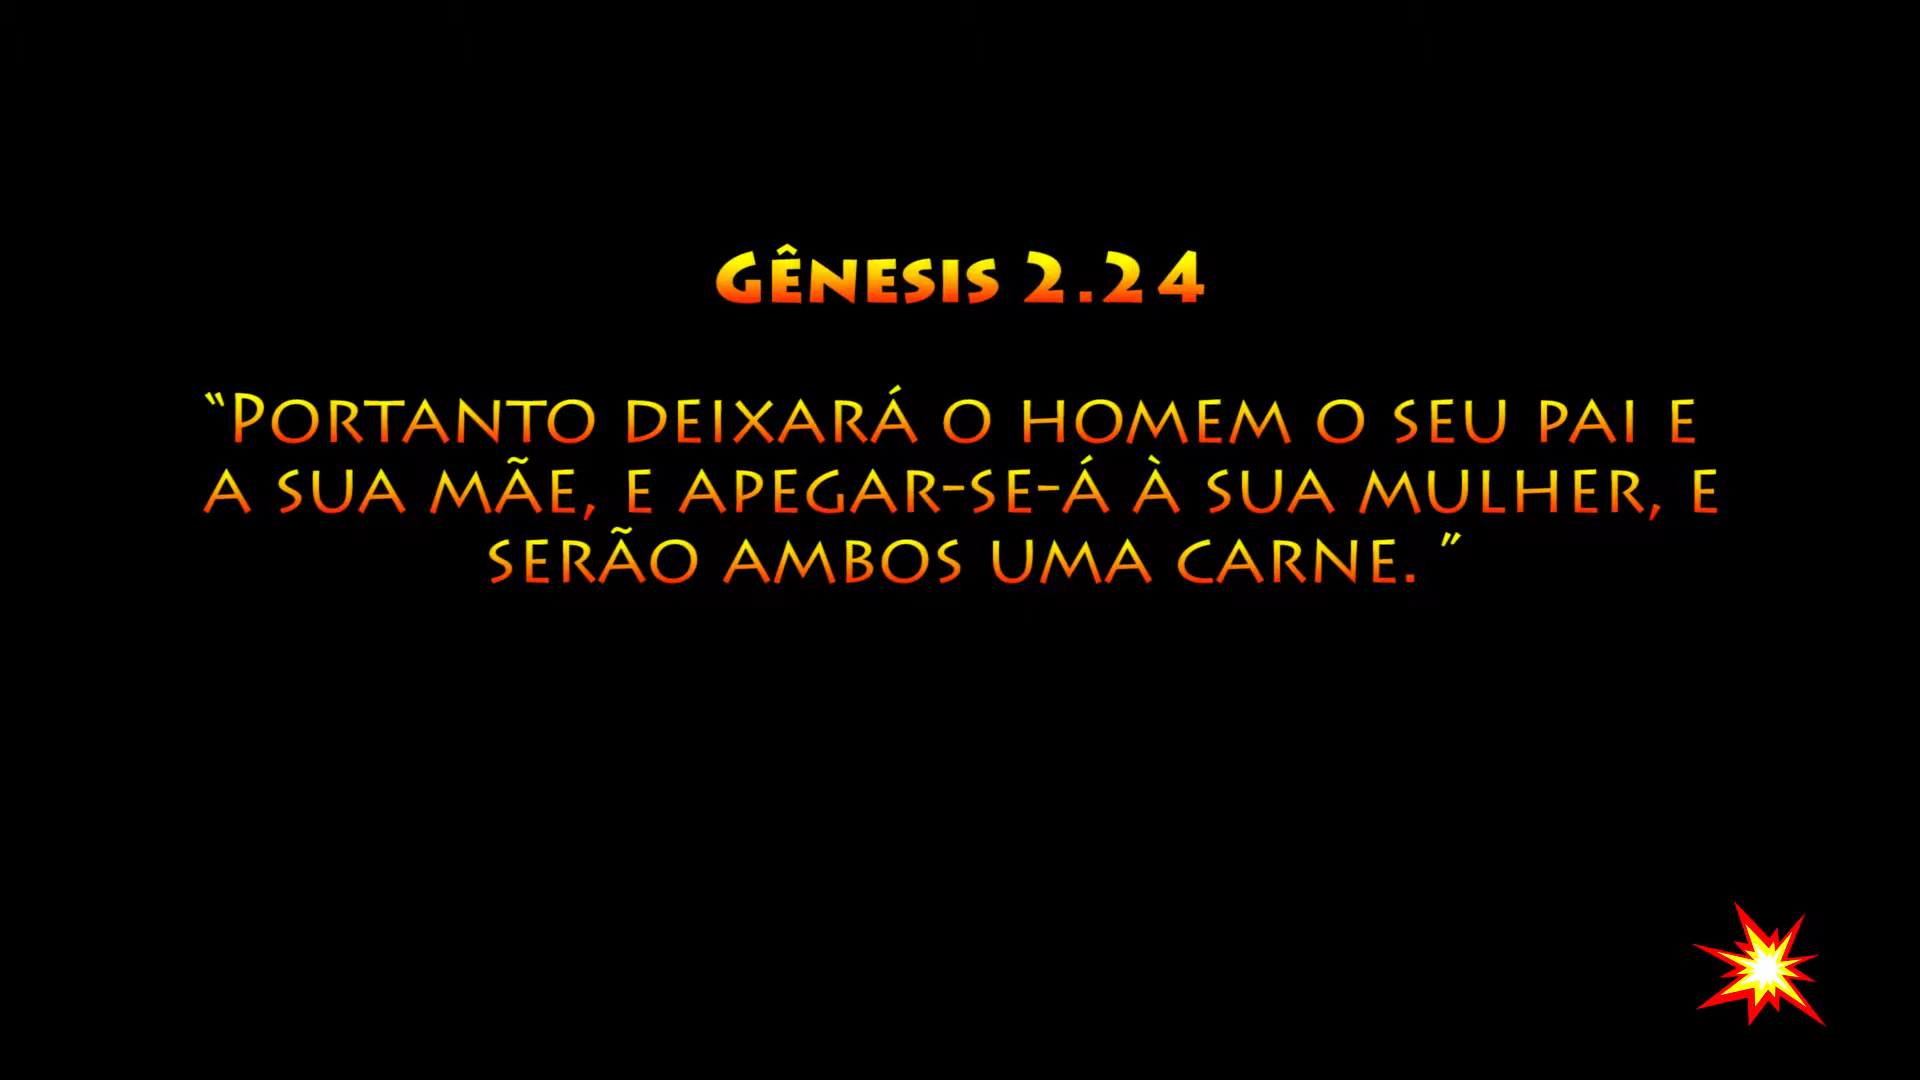 Gênesis 2.24
“Portanto deixará o homem o seu pai e
a sua mãe, e apegar-se-á à sua mulher, e
serão ambos uma carne. ”